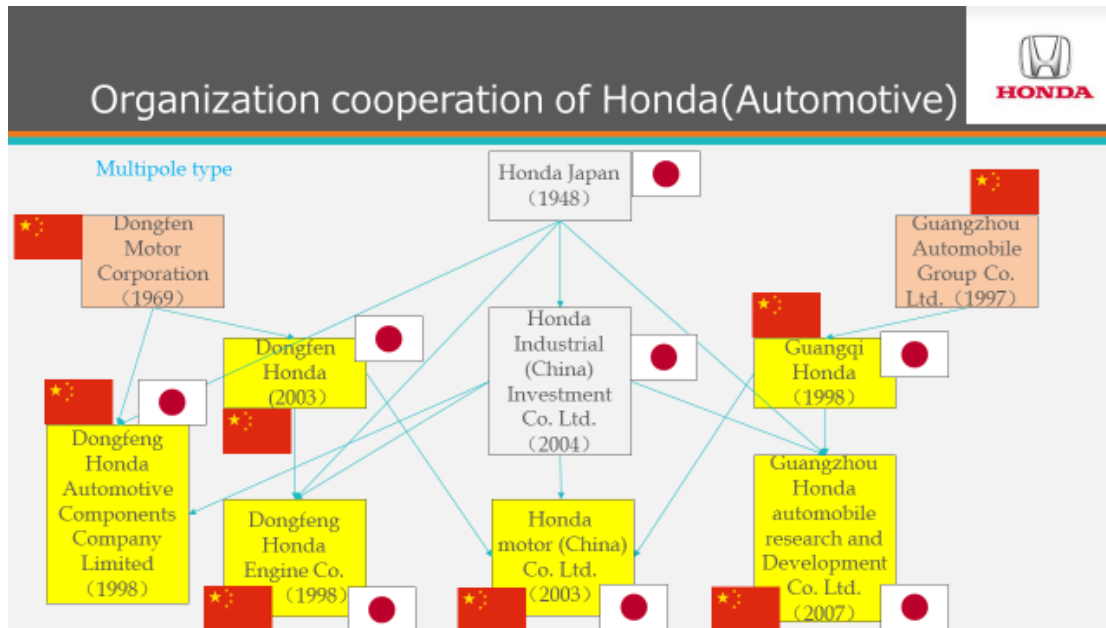 Organization cooperation of Honda(Automotive)
HONDA
Multipole type
Honda Japan
（1948）
Dongfen
Motor
Corporation
（1969）
Guangzhou
Automobile
Group Co.
Ltd.（1997）
Dongfen
Honda
(2003)
Honda
Industrial
(China)
Investment
Co. Ltd.
（2004）
Guangqi
Honda
（1998）
Dongfeng
Honda
Automotive
Components
Company
Limited
（1998）
Dongfeng
Honda
Engine Co.
（1998）
Honda
motor (China)
Co. Ltd.
（2003）
Guangzhou
Honda
automobile
research and
Development
Co. Ltd.
（2007）